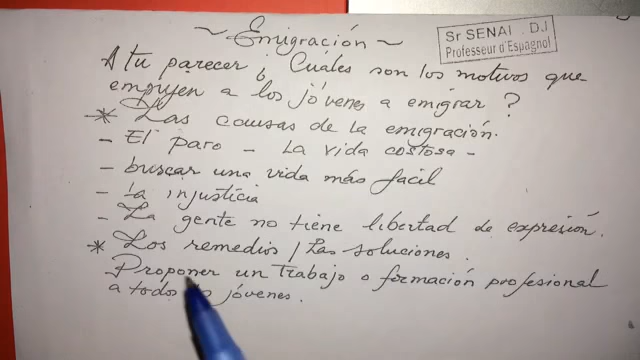 ~ Emigración ~
Sr SENAI . DJ
Professeur d'Espagnol
A tu parecer ¿ Cuáles son los motivos que
empujen a los jóvenes a emigrar ?
* Las causas de la emigración.
- El paro - La vida costosa -
- buscar una vida más facil
- La injusticia
- La gente no tiene libertad de expresión.
* Los remedios / Las soluciones.
Proponer un trabajo o formación profesional
a todos jóvenes.